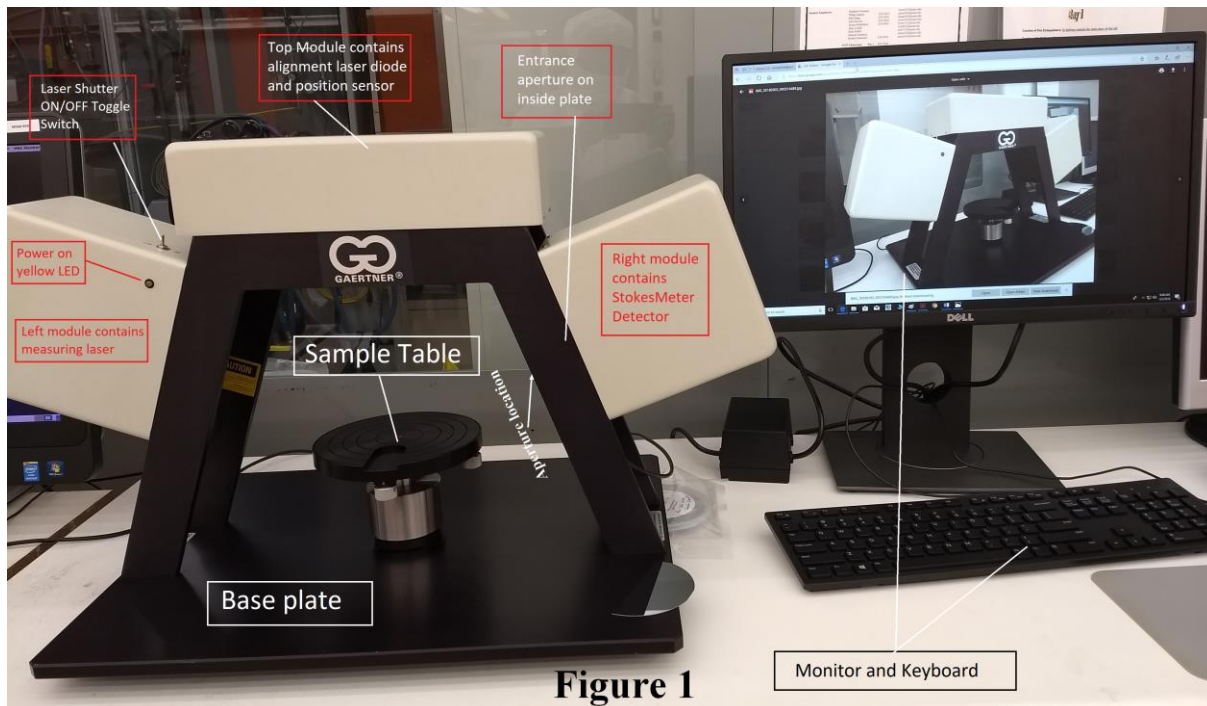 Top Module contains
alignment laser diode
and position sensor
Laser Shutter
ON/OFF Toggle
Switch
Entrance
aperture on
inside plate
Power on
yellow LED
GAERTNER®
Right module
contains
StokesMeter
Detector
Left module contains
measuring laser
Sample Table
CAUTION
Aperture location
GAERTNER
DELL
Base plate
Monitor and Keyboard
Figure 1